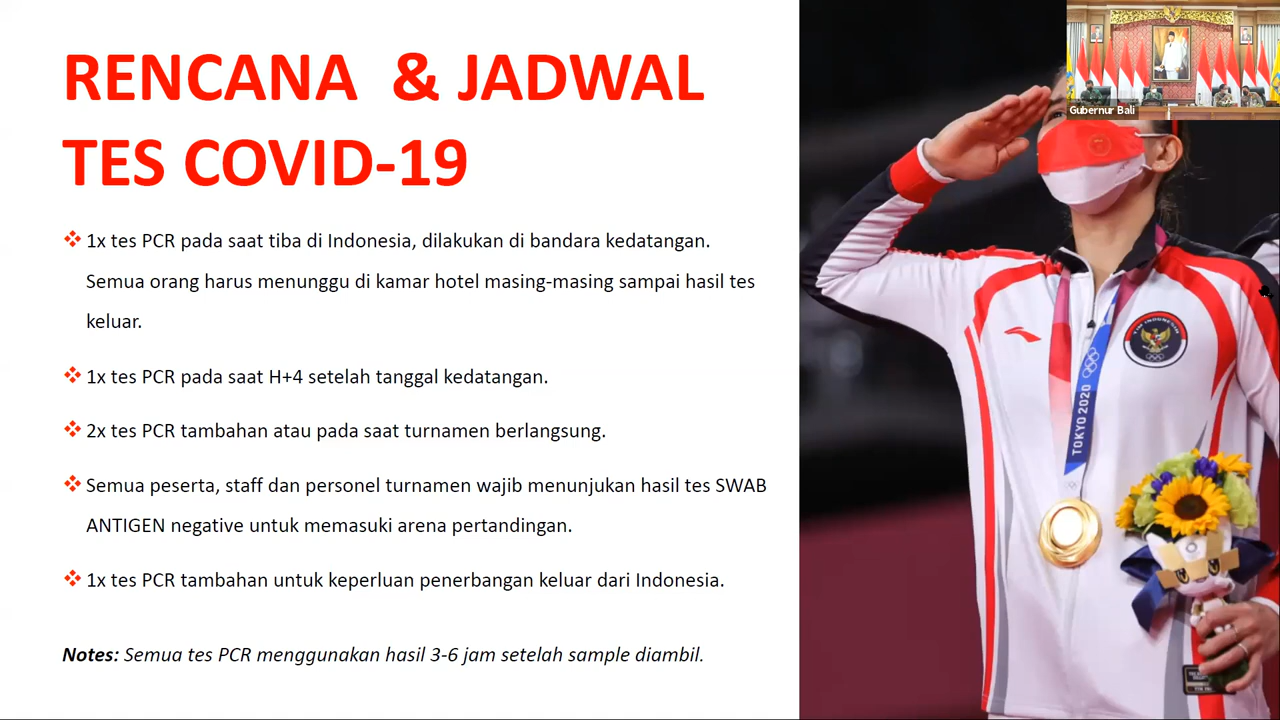 RENCANA & JADWAL
TES COVID-19
1x tes PCR pada saat tiba di Indonesia, dilakukan di bandara kedatangan.
Semua orang harus menunggu di kamar hotel masing-masing sampai hasil tes
keluar.
1x tes PCR pada saat H+4 setelah tanggal kedatangan.
2x tes PCR tambahan atau pada saat turnamen berlangsung.
Semua peserta, staff dan personel turnamen wajib menunjukan hasil tes SWAB
ANTIGEN negative untuk memasuki arena pertandingan.
1x tes PCR tambahan untuk keperluan penerbangan keluar dari Indonesia.
Notes: Semua tes PCR menggunakan hasil 3-6 jam setelah sample diambil.
Gubernur Bali
TIM INDONESIA
TOKYO 2020